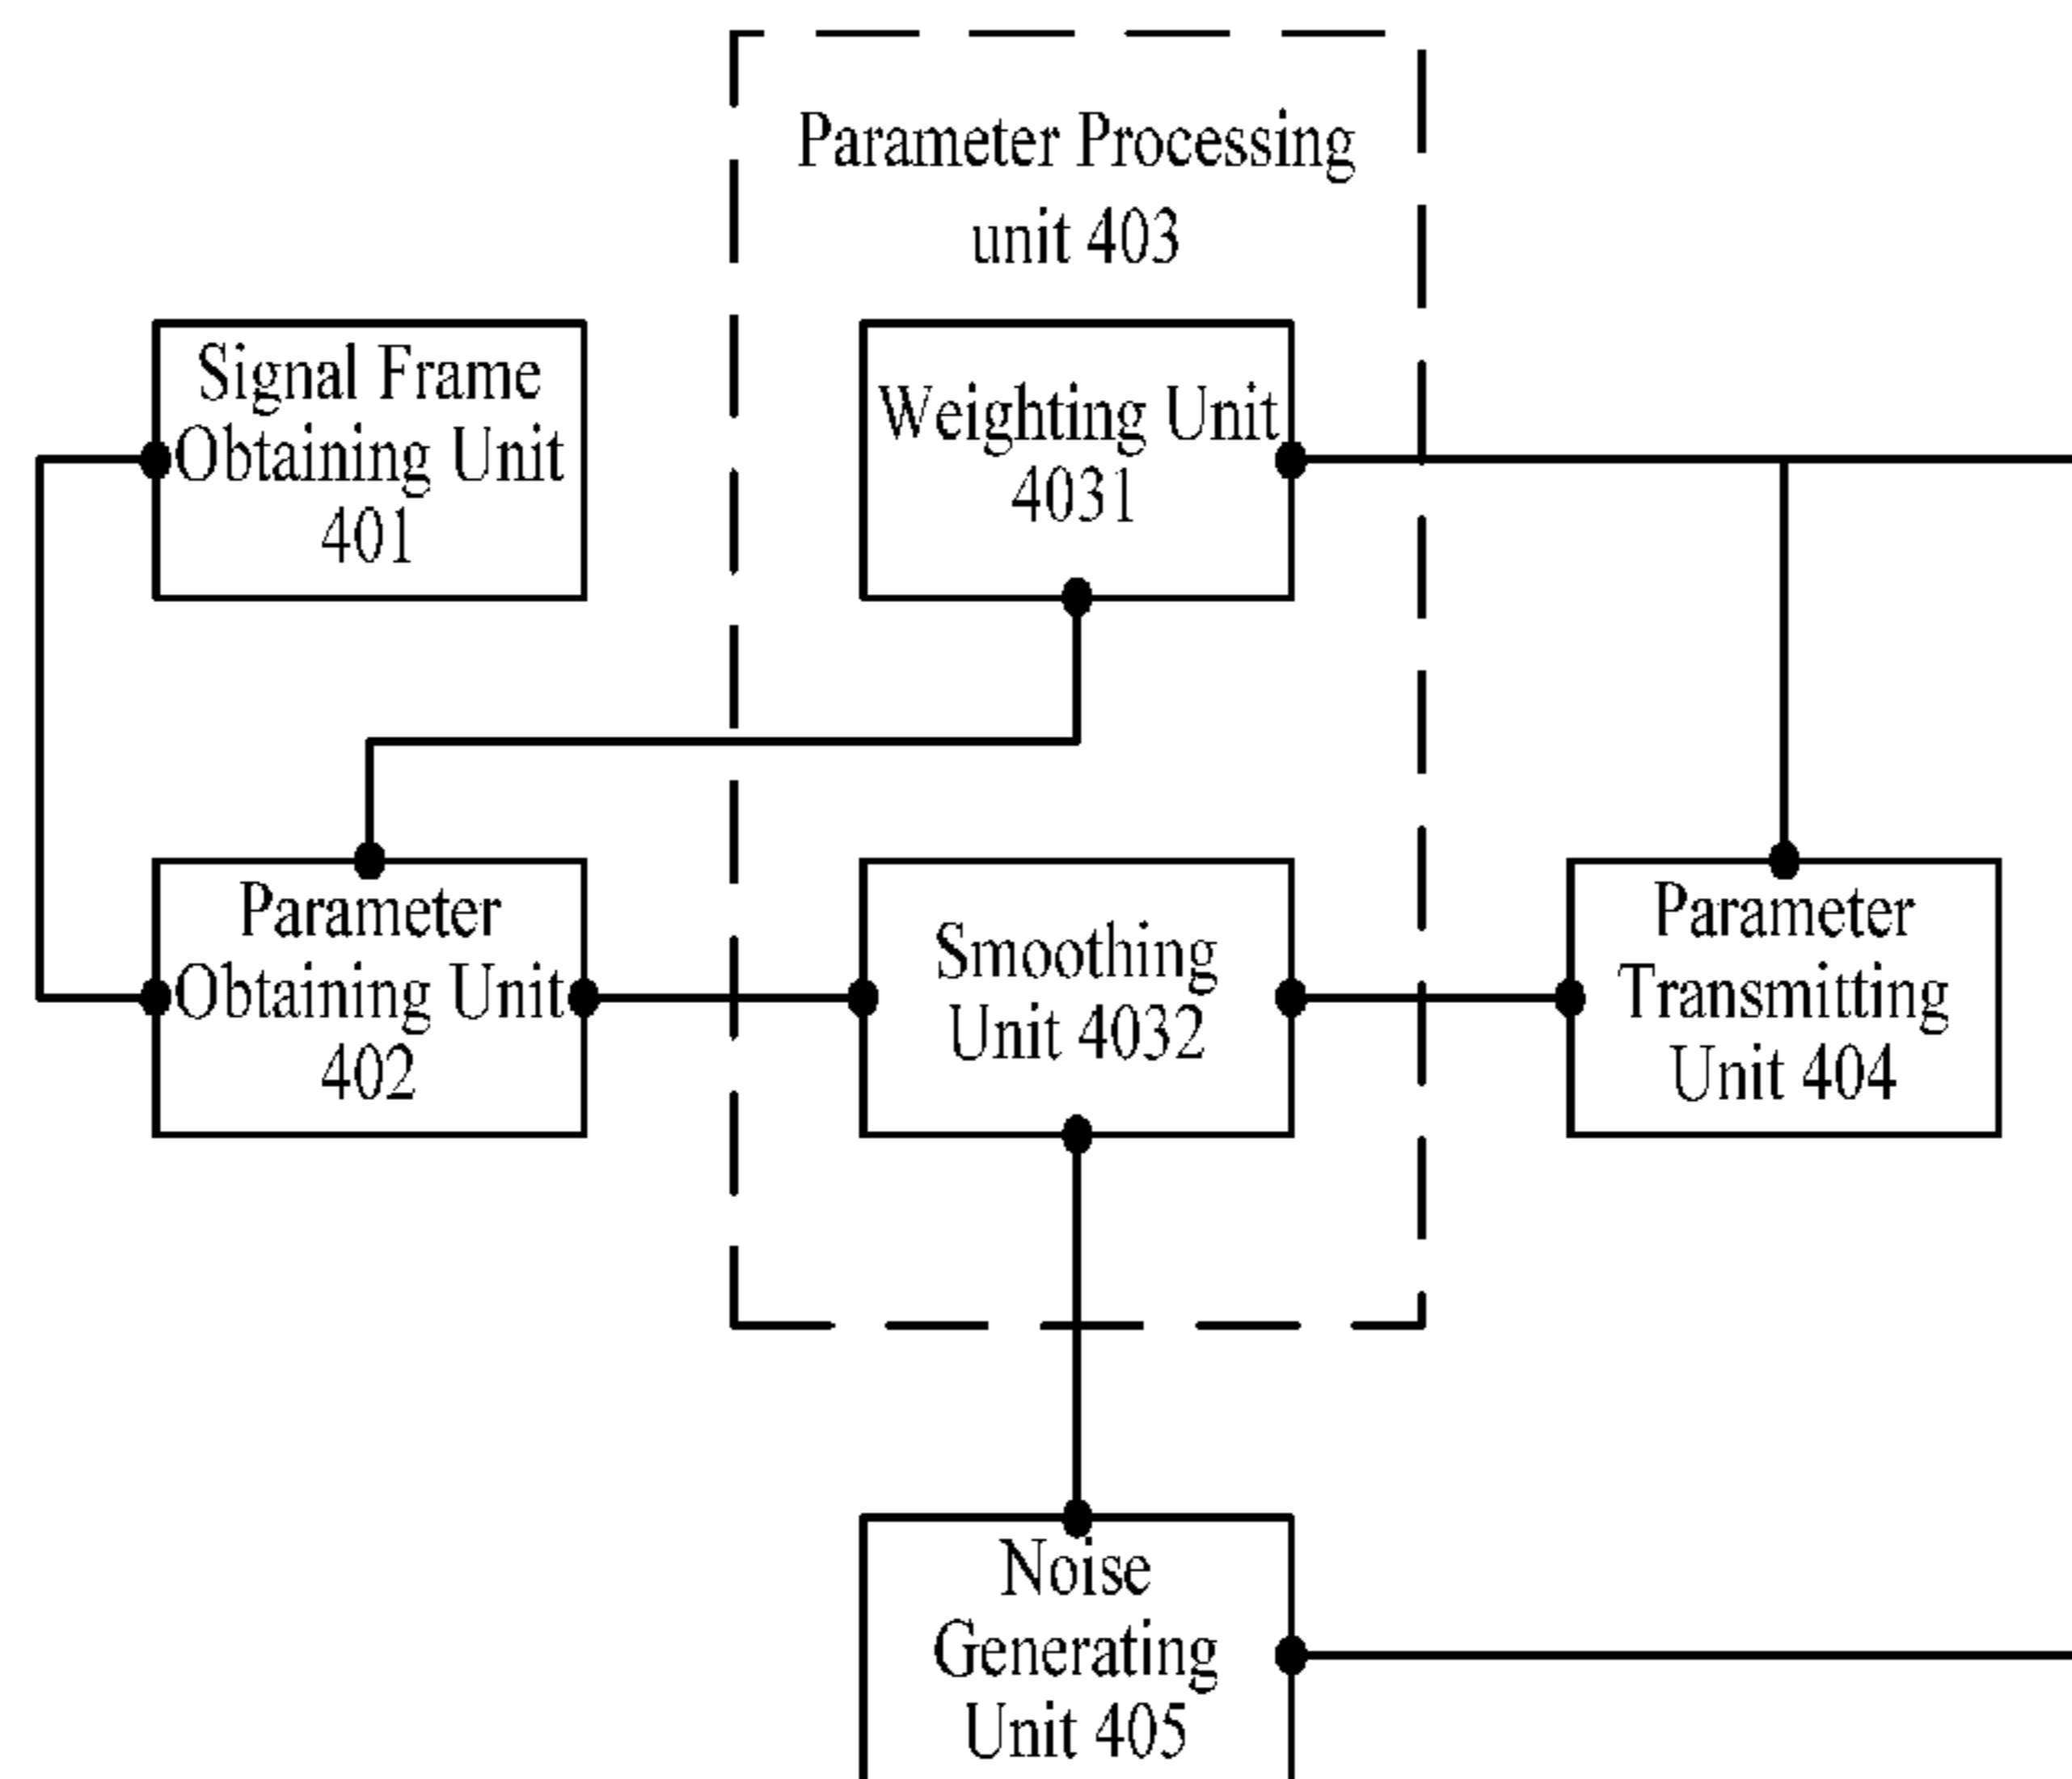 Parameter Processing
unit 403
Signal Frame
Obtaining Unit
401
Weighting Unit
4031
Parameter
Obtaining Unit
402
Smoothing
Unit 4032
Parameter
Transmitting
Unit 404
Noise
Generating
Unit 405